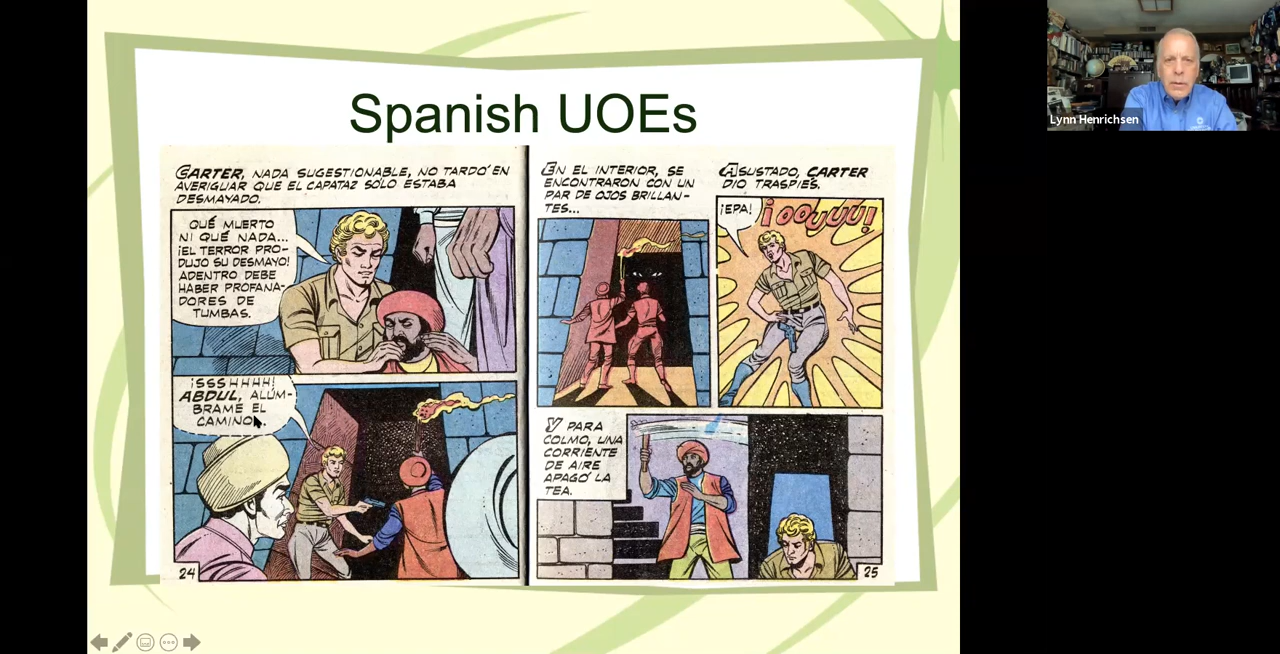 Spanish UOEs
CARTER, NADA SUGESTIONABLE, NO TARDÓ EN
AVERIGUAR QUE EL CAPATAZ SÓLO ESTABA
DESMAYADO.
QUÉ MUERTO
NI QUÉ NADA...
¡EL TERROR PRO-
DUJO SU DESMAYO!
ADENTRO DEBE
HABER PROFANA-
DORES DE
TUMBAS.
¡SSSHHHH!
ABDUL, ALÚM-
BRAME EL
CAMINO.
24
EN EL INTERIOR, SE
ENCONTRARON CON UN
PAR DE OJOS BRILLAN-
TES...
ASUSTADO, CARTER
DIO TRASPIÉS.
¡EPA!
¡OOUUU!
Y PARA
COLMO, UNA
CORRIENTE
DE AIRE
APAGÓ LA
TEA.
25
Lynn Henrichsen